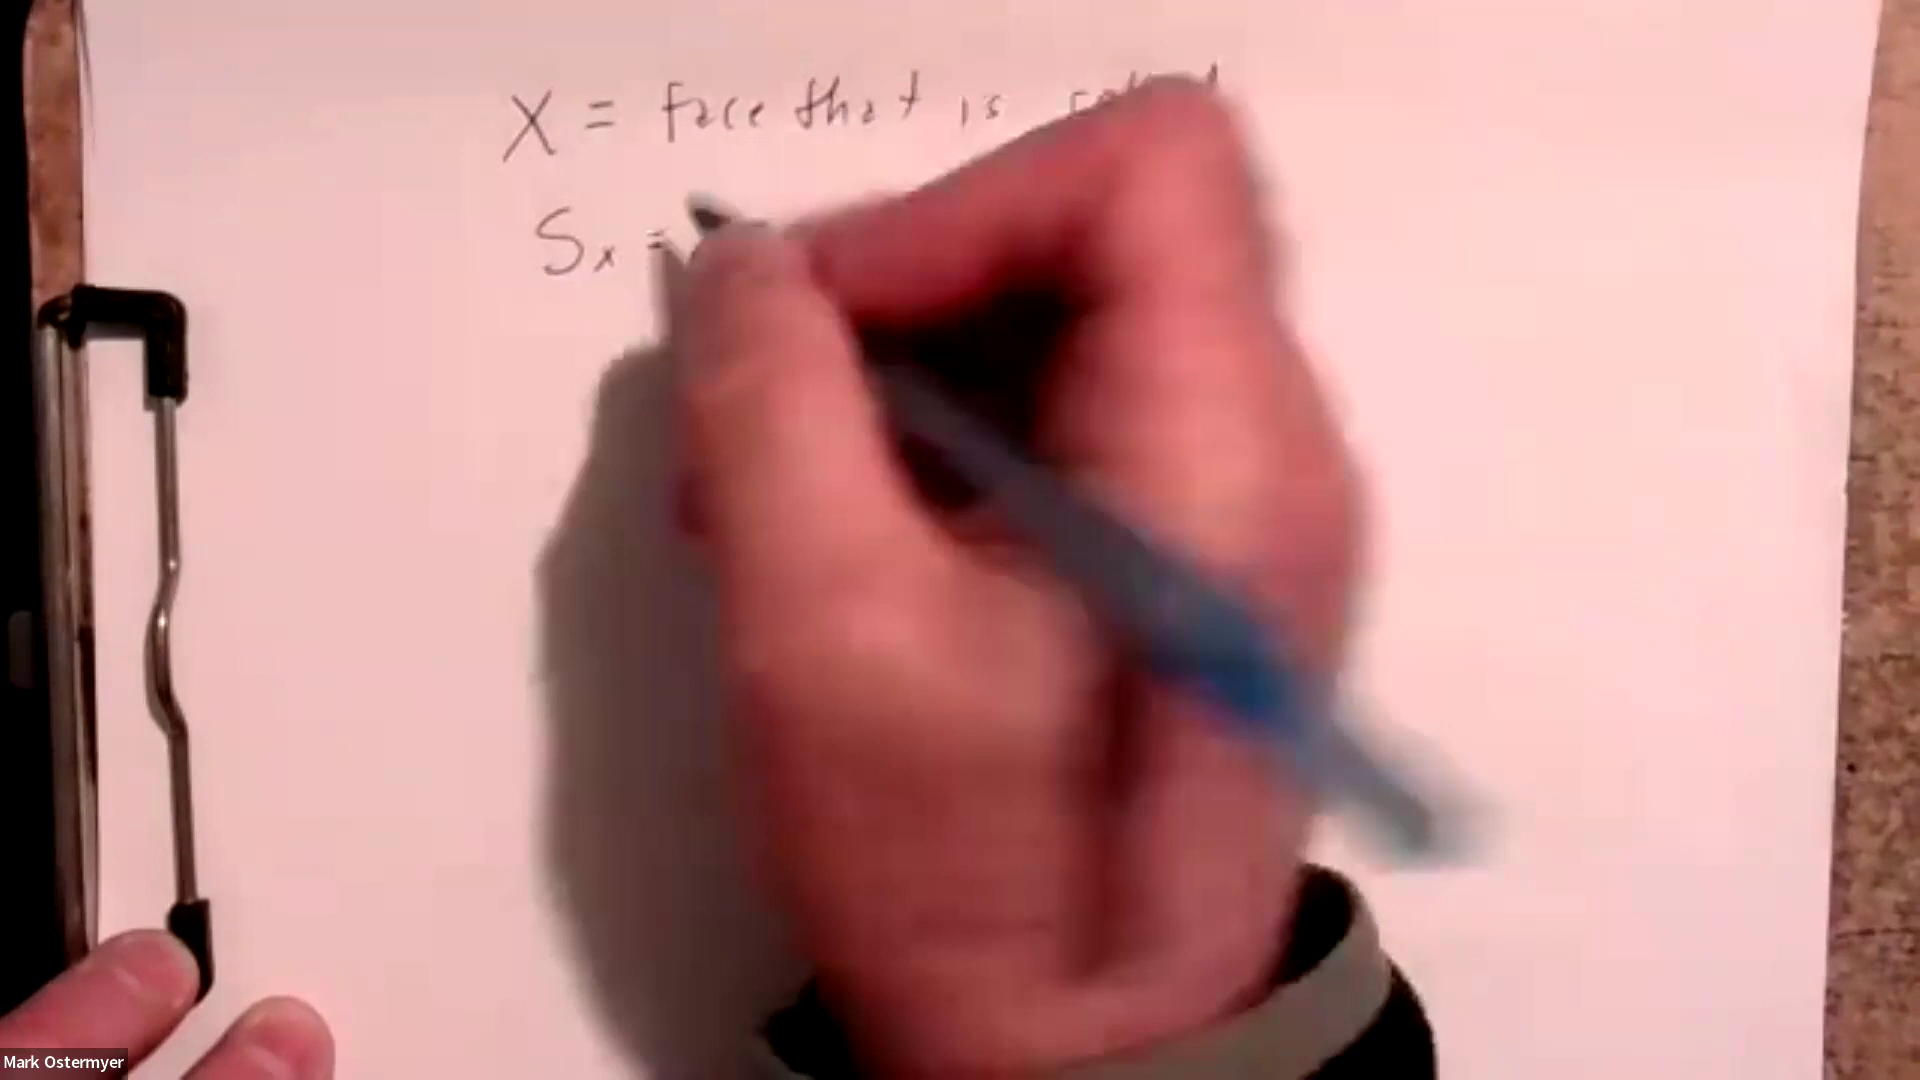 X = face that is
Sx =
Mark Ostermyer